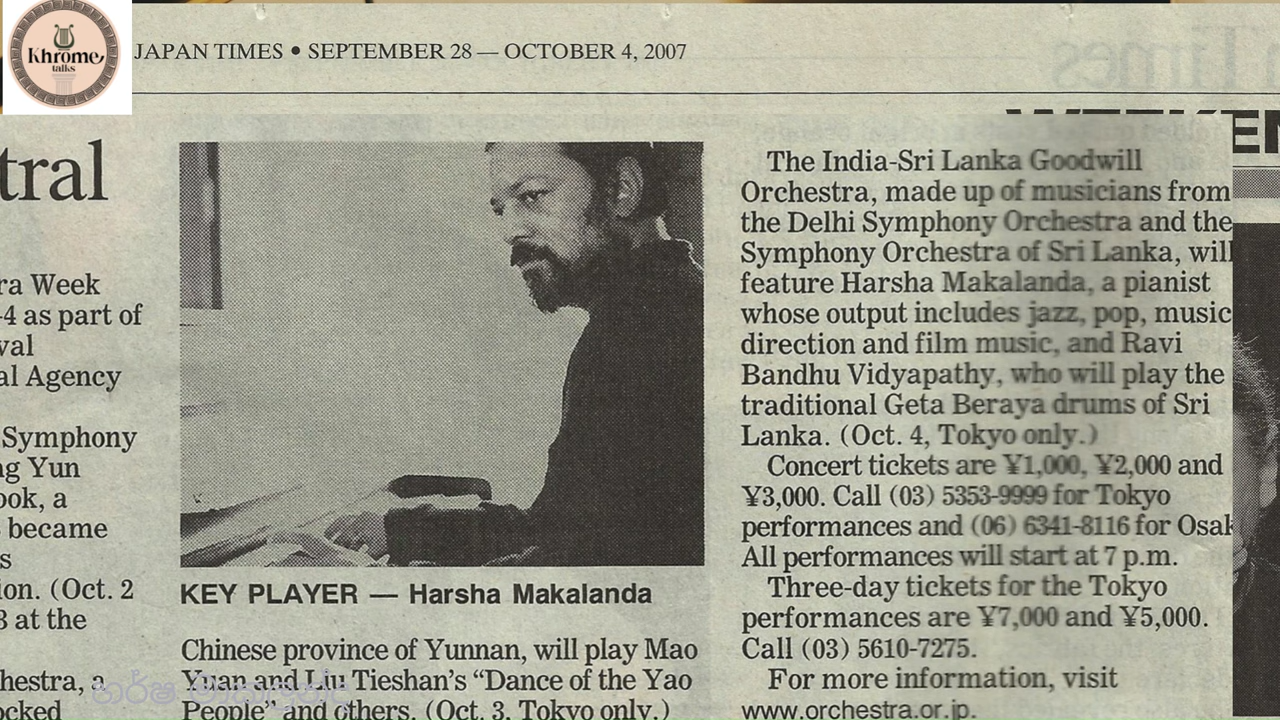 Khrome
talks
JAPAN TIMES • SEPTEMBER 28 — OCTOBER 4, 2007
Times
tral
ra Week
-4 as part of
val
al Agency
Symphony
ng Yun
ook, a
became
s
ion. (Oct. 2
3 at the
hestra, a
ocked
KEY PLAYER — Harsha Makalanda
Chinese province of Yunnan, will play Mao
Yuan and Liu Tieshan's “Dance of the Yao
People” and others. (Oct. 3, Tokyo only.)
The India-Sri Lanka Goodwill
Orchestra, made up of musicians from
the Delhi Symphony Orchestra and the
Symphony Orchestra of Sri Lanka, will
feature Harsha Makalanda, a pianist
whose output includes jazz, pop, music
direction and film music, and Ravi
Bandhu Vidyapathy, who will play the
traditional Geta Beraya drums of Sri
Lanka. (Oct. 4, Tokyo only.)
Concert tickets are ¥1,000, ¥2,000 and
¥3,000. Call (03) 5353-9999 for Tokyo
performances and (06) 6341-8116 for Osak
All performances will start at 7 p.m.
Three-day tickets for the Tokyo
performances are ¥7,000 and ¥5,000.
Call (03) 5610-7275.
For more information, visit
www.orchestra.or.jp.